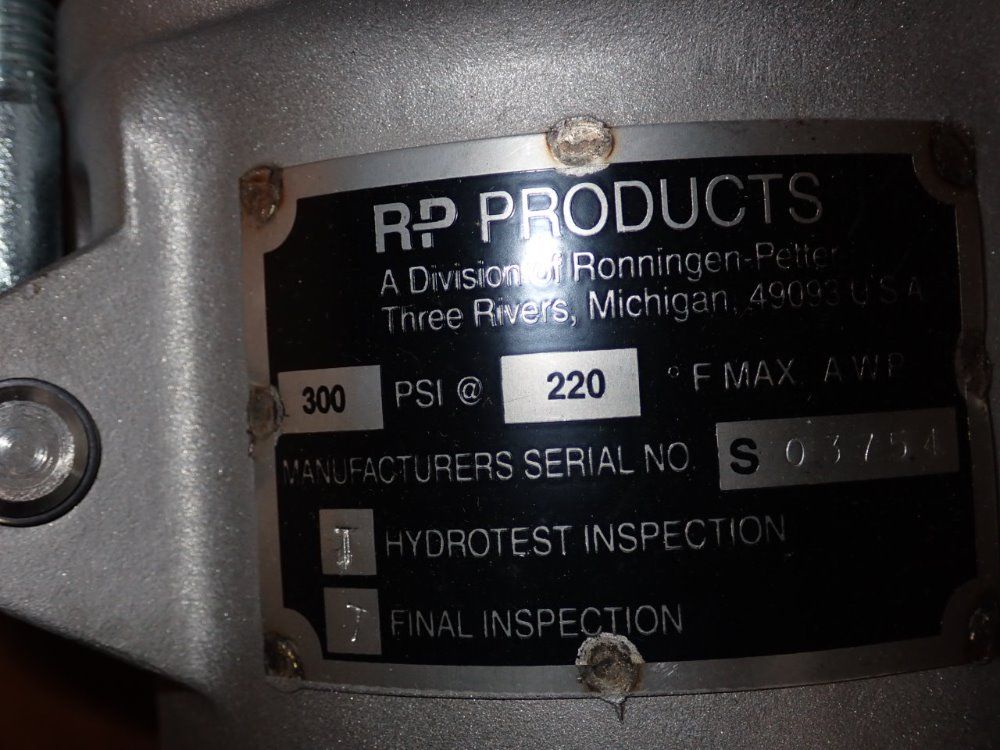 RP PRODUCTS
A Division of Ronningen-Petter
Three Rivers, Michigan, 49093 U S A
300 PSI @ 220 °F MAX. A W P
MANUFACTURERS SERIAL NO. S 03754
HYDROTEST INSPECTION
FINAL INSPECTION